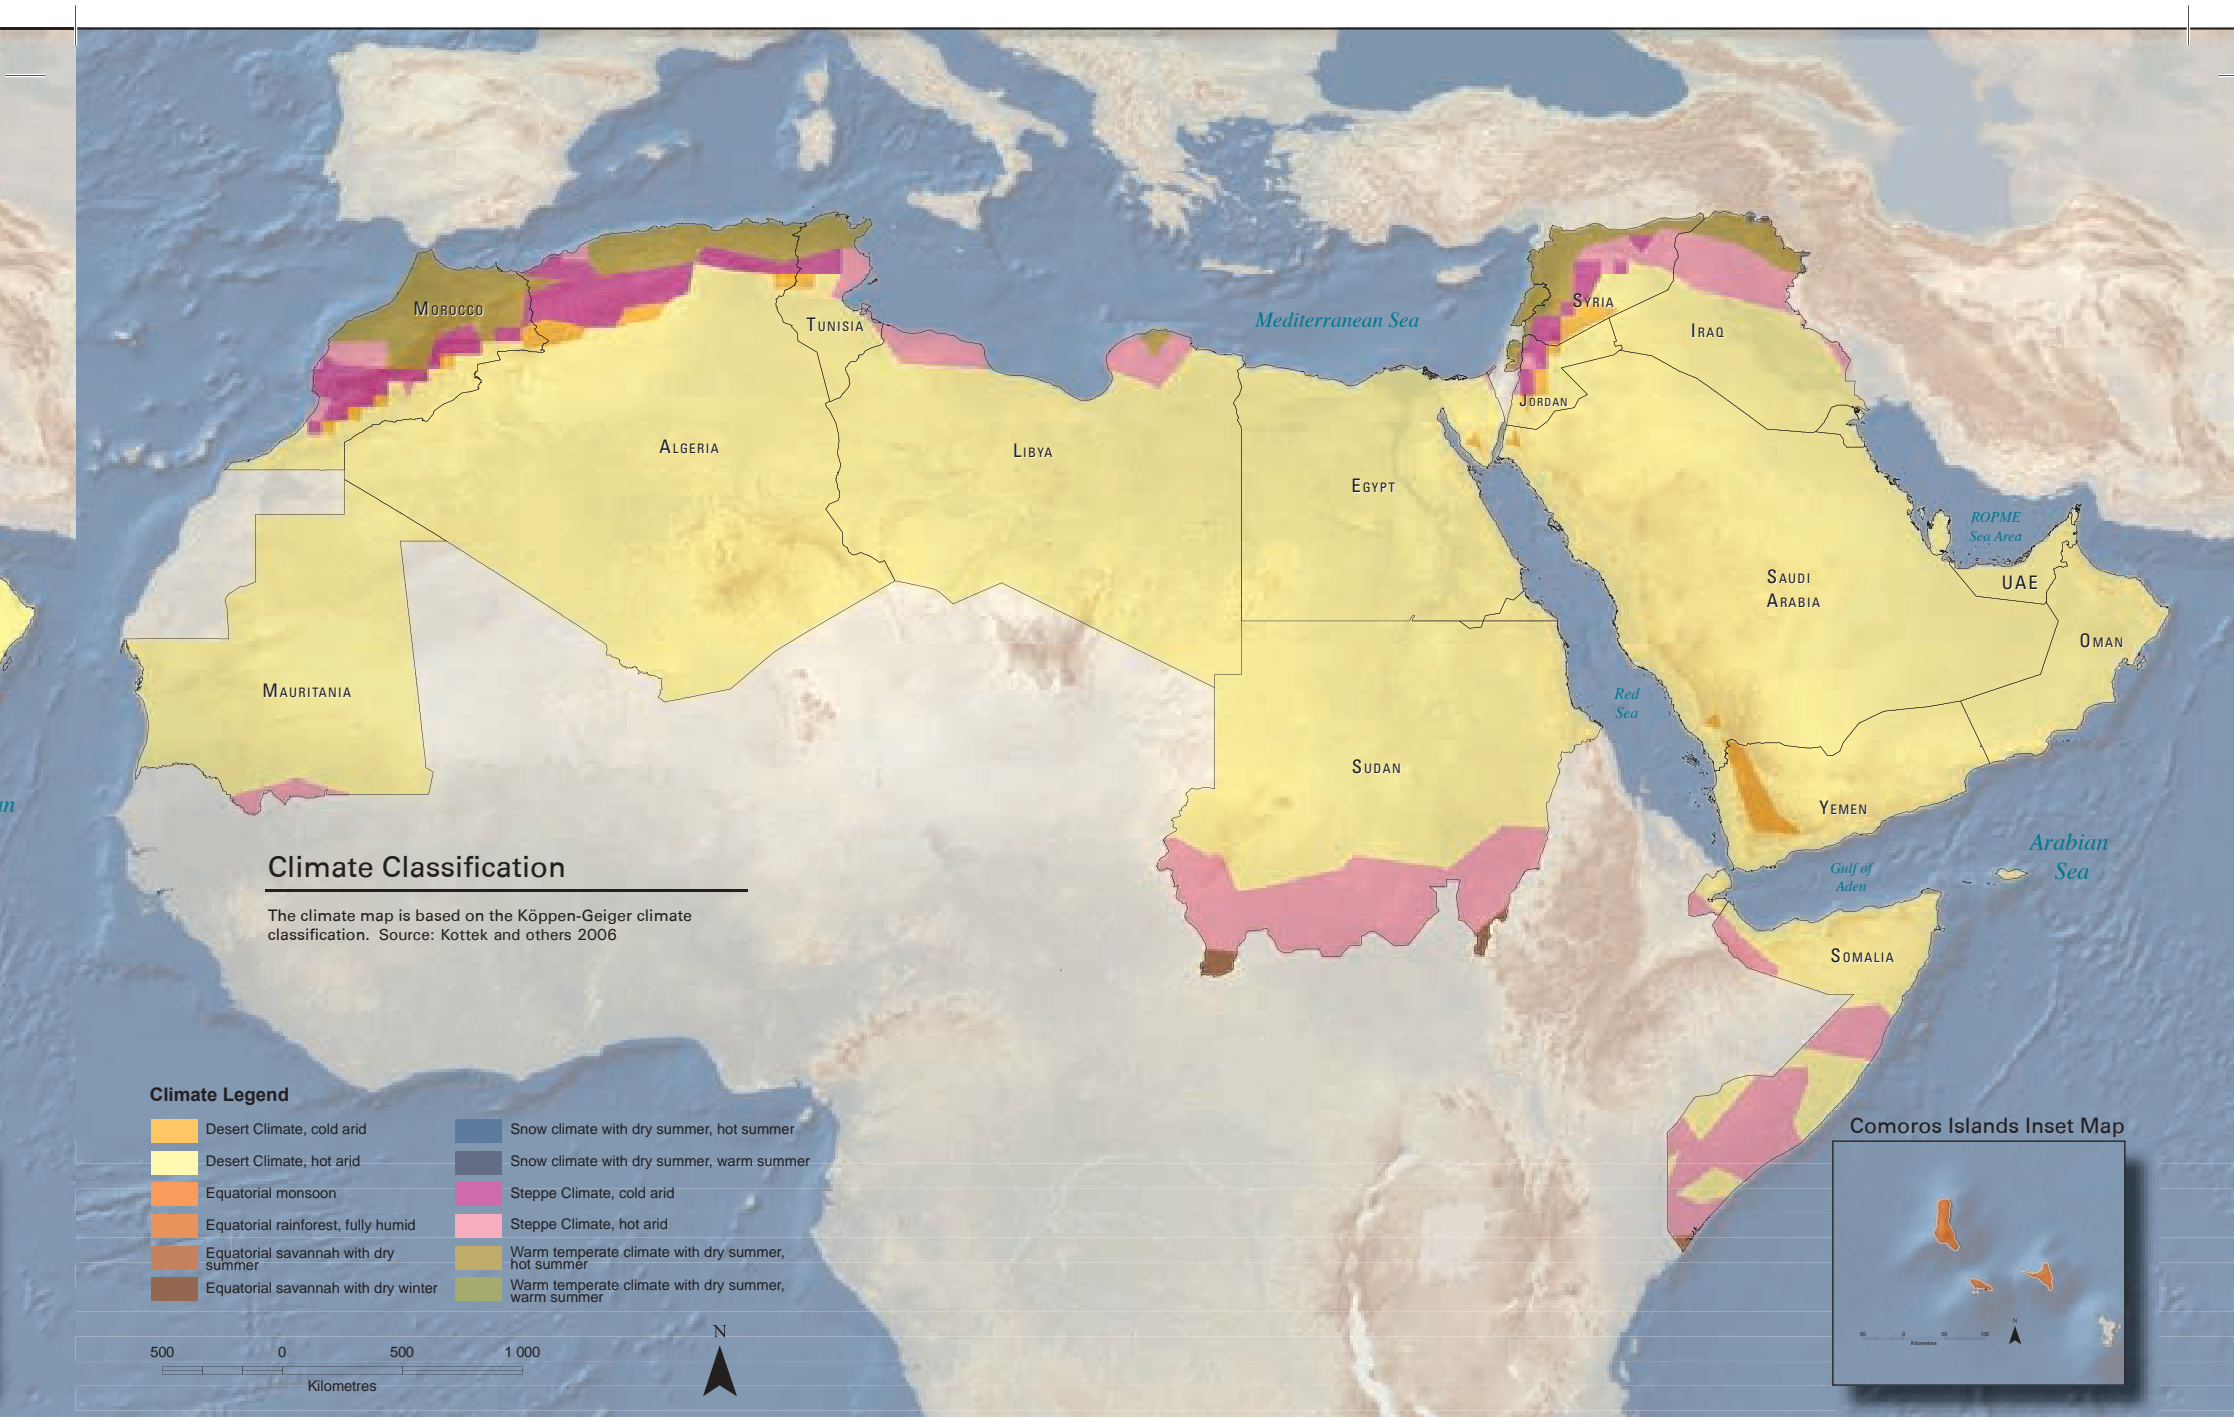 MOROCCO
TUNISIA
ALGERIA
LIBYA
EGYPT
Mediterranean Sea
SYRIA
IRAQ
JORDAN
ROPME
Sea Area
SAUDI
ARABIA
UAE
OMAN
MAURITANIA
SUDAN
Red
Sea
YEMEN
Gulf of
Aden
Arabian
Sea
SOMALIA
an
Climate Classification
The climate map is based on the Köppen-Geiger climate
classification. Source: Kottek and others 2006
Climate Legend
Desert Climate, cold arid
Desert Climate, hot arid
Equatorial monsoon
Equatorial rainforest, fully humid
Equatorial savannah with dry
summer
Equatorial savannah with dry winter
Snow climate with dry summer, hot summer
Snow climate with dry summer, warm summer
Steppe Climate, cold arid
Steppe Climate, hot arid
Warm temperate climate with dry summer,
hot summer
Warm temperate climate with dry summer,
warm summer
500 0 500 1 000
Kilometres
N
Comoros Islands Inset Map
50 0 50 100
Kilometres
N